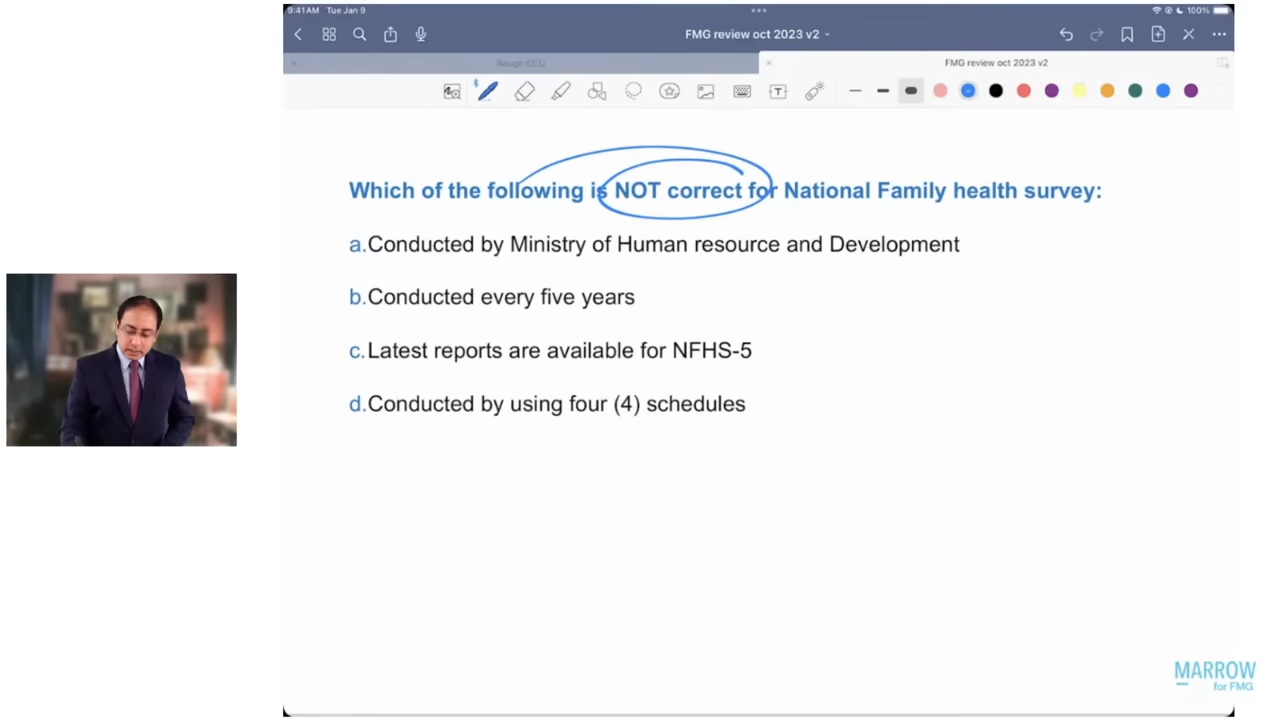 9:41 AM Tue Jan 9
100%
FMG review oct 2023 v2
Rough CCU
FMG review oct 2023 v2
Which of the following is NOT correct for National Family health survey:
a.Conducted by Ministry of Human resource and Development
b.Conducted every five years
c.Latest reports are available for NFHS-5
d.Conducted by using four (4) schedules
MARROW
for FMG